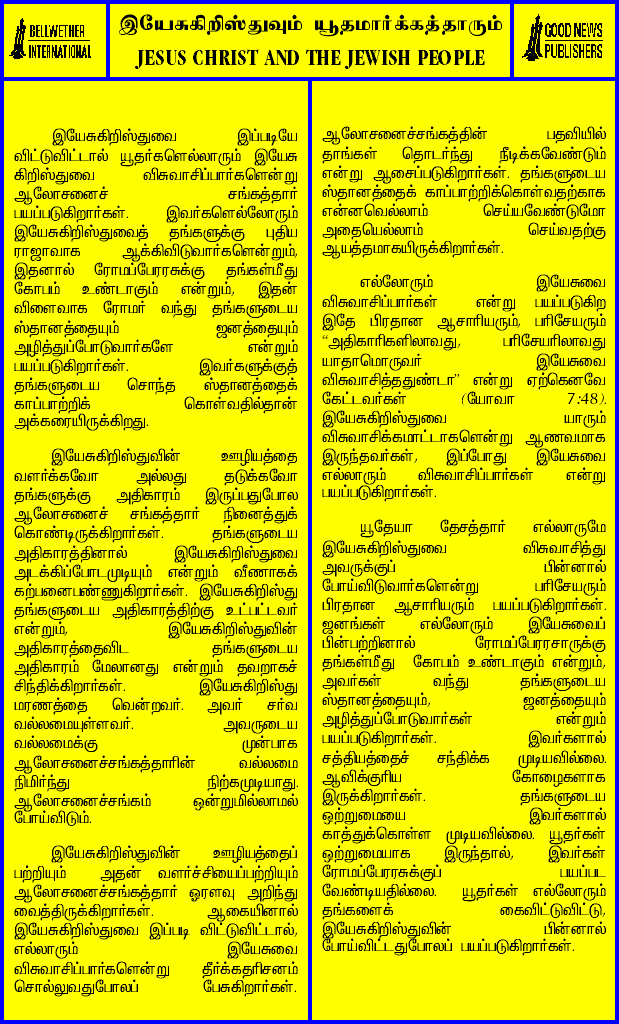 BELLWETHER
INTERNATIONAL
இயேசுகிறிஸ்துவும் யூதமார்க்கத்தாரும்
JESUS CHRIST AND THE JEWISH PEOPLE
GOOD NEWS
PUBLISHERS
இயேசுகிறிஸ்துவை இப்படியே
விட்டுவிட்டால் யூதர்களெல்லாரும் இயேசு
கிறிஸ்துவை விசுவாசிப்பார்களென்று
ஆலோசனைச் சங்கத்தார்
பயப்படுகிறார்கள். இவர்களெல்லோரும்
இயேசுகிறிஸ்துவைத் தங்களுக்கு புதிய
ராஜாவாக ஆக்கிவிடுவார்களென்றும்,
இதனால் ரோமப்பேரரசுக்கு தங்கள்மீது
கோபம் உண்டாகும் என்றும், இதன்
விளைவாக ரோமர் வந்து தங்களுடைய
ஸ்தானத்தையும் ஜனத்தையும்
அழித்துப்போடுவார்களே என்றும்
பயப்படுகிறார்கள். இவர்களுக்குத்
தங்களுடைய சொந்த ஸ்தானத்தைக்
காப்பாற்றிக் கொள்வதில்தான்
அக்கரையிருக்கிறது.
இயேசுகிறிஸ்துவின் ஊழியத்தை
வளர்க்கவோ அல்லது தடுக்கவோ
தங்களுக்கு அதிகாரம் இருப்பதுபோல
ஆலோசனைச் சங்கத்தார் நினைத்துக்
கொண்டிருக்கிறார்கள். தங்களுடைய
அதிகாரத்தினால் இயேசுகிறிஸ்துவை
அடக்கிப்போடமுடியும் என்றும் வீணாகக்
கற்பனைபண்ணுகிறார்கள். இயேசுகிறிஸ்து
தங்களுடைய அதிகாரத்திற்கு உட்பட்டவர்
என்றும், இயேசுகிறிஸ்துவின்
அதிகாரத்தைவிட தங்களுடைய
அதிகாரம் மேலானது என்றும் தவறாகச்
சிந்திக்கிறார்கள். இயேசுகிறிஸ்து
மரணத்தை வென்றவர். அவர் சர்வ
வல்லமையுள்ளவர். அவருடைய
வல்லமைக்கு முன்பாக
ஆலோசனைச்சங்கத்தாரின் வல்லமை
நிமிர்ந்து நிற்கமுடியாது.
ஆலோசனைச்சங்கம் ஒன்றுமில்லாமல்
போய்விடும்.
இயேசுகிறிஸ்துவின் ஊழியத்தைப்
பற்றியும் அதன் வளர்ச்சியைப்பற்றியும்
ஆலோசனைச்சங்கத்தார் ஓரளவு அறிந்து
வைத்திருக்கிறார்கள். ஆகையினால்
இயேசுகிறிஸ்துவை இப்படி விட்டுவிட்டால்,
எல்லாரும் இயேசுவை
விசுவாசிப்பார்களென்று தீர்க்கதரிசனம்
சொல்லுவதுபோலப் பேசுகிறார்கள்.
ஆலோசனைச்சங்கத்தின் பதவியில்
தாங்கள் தொடர்ந்து நீடிக்கவேண்டும்
என்று ஆசைப்படுகிறார்கள். தங்களுடைய
ஸ்தானத்தைக் காப்பாற்றிக்கொள்வதற்காக
என்னவெல்லாம் செய்யவேண்டுமோ
அதையெல்லாம் செய்வதற்கு
ஆயத்தமாகயிருக்கிறார்கள்.
எல்லோரும் இயேசுவை
விசுவாசிப்பார்கள் என்று பயப்படுகிற
இதே பிரதான ஆசாரியரும், பரிசேயரும்
“அதிகாரிகளிலாவது, பரிசேயரிலாவது
யாதாமொருவர் இயேசுவை
விசுவாசித்ததுண்டா” என்று ஏற்கெனவே
கேட்டவர்கள் (யோவா 7:48).
இயேசுகிறிஸ்துவை யாரும்
விசுவாசிக்கமாட்டாகளென்று ஆணவமாக
இருந்தவர்கள், இப்போது இயேசுவை
எல்லாரும் விசுவாசிப்பார்கள் என்று
பயப்படுகிறார்கள்.
யூதேயா தேசத்தார் எல்லாருமே
இயேசுகிறிஸ்துவை விசுவாசித்து
அவருக்குப் பின்னால்
போய்விடுவார்களென்று பரிசேயரும்
பிரதான ஆசாரியரும் பயப்படுகிறார்கள்.
ஜனங்கள் எல்லோரும் இயேசுவைப்
பின்பற்றினால் ரோமப்பேரரசாருக்கு
தங்கள்மீது கோபம் உண்டாகும் என்றும்,
அவர்கள் வந்து தங்களுடைய
ஸ்தானத்தையும், ஜனத்தையும்
அழித்துப்போடுவார்கள் என்றும்
பயப்படுகிறார்கள். இவர்களால்
சத்தியத்தைச் சந்திக்க முடியவில்லை.
ஆவிக்குரிய கோழைகளாக
இருக்கிறார்கள். தங்களுடைய
ஒற்றுமையை இவர்களால்
காத்துக்கொள்ள முடியவில்லை. யூதர்கள்
ஒற்றுமையாக இருந்தால், இவர்கள்
ரோமப்பேரரசுக்குப் பயப்பட
வேண்டியதில்லை. யூதர்கள் எல்லோரும்
தங்களைக் கைவிட்டுவிட்டு,
இயேசுகிறிஸ்துவின் பின்னால்
போய்விட்டதுபோலப் பயப்படுகிறார்கள்.